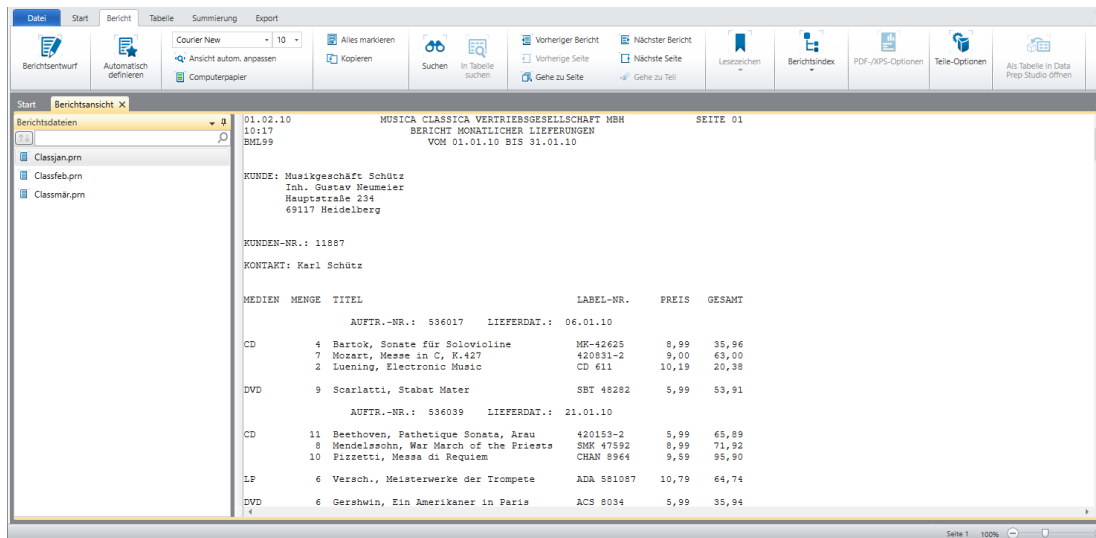 Datei Start Bericht Tabelle Summierung Export
Berichtsentwurf
Automatisch
definieren
Courier New 10
Ansicht autom. anpassen
Computerpapier
Alles markieren
Kopieren
Suchen
In Tabelle
suchen
Vorheriger Bericht
Vorherige Seite
Gehe zu Seite
Nächster Bericht
Nächste Seite
Gehe zu Teil
Lesezeichen
Berichtsindex
PDF-/XPS-Optionen
Teile-Optionen
Als Tabelle in Data
Prep Studio öffnen
Start Berichtsansicht X
Berichtsdateien
Classjan.prn
Classfeb.prn
Classmär.prn
01.02.10 MUSICA CLASSICA VERTRIEBSGESELLSCHAFT MBH SEITE 01
10:17 BERICHT MONATLICHER LIEFERUNGEN
BML99 VOM 01.01.10 BIS 31.01.10
KUNDE: Musikgeschäft Schütz
Inh. Gustav Neumeier
Hauptstraße 234
69117 Heidelberg
KUNDEN-NR.: 11887
KONTAKT: Karl Schütz
MEDIEN MENGE TITEL LABEL-NR. PREIS GESAMT
AUFTR.-NR.: 536017 LIEFERDAT.: 06.01.10
CD 4 Bartok, Sonate für Solovioline MK-42625 8,99 35,96
7 Mozart, Messe in C, K.427 420831-2 9,00 63,00
2 Luening, Electronic Music CD 611 10,19 20,38
DVD 9 Scarlatti, Stabat Mater SBT 48282 5,99 53,91
AUFTR.-NR.: 536039 LIEFERDAT.: 21.01.10
CD 11 Beethoven, Pathetique Sonata, Arau 420153-2 5,99 65,89
8 Mendelssohn, War March of the Priests SMK 47592 8,99 71,92
10 Pizzetti, Messa di Requiem CHAN 8964 9,59 95,90
LP 6 Versch., Meisterwerke der Trompete ADA 581087 10,79 64,74
DVD 6 Gershwin, Ein Amerikaner in Paris ACS 8034 5,99 35,94
Seite 1 100%